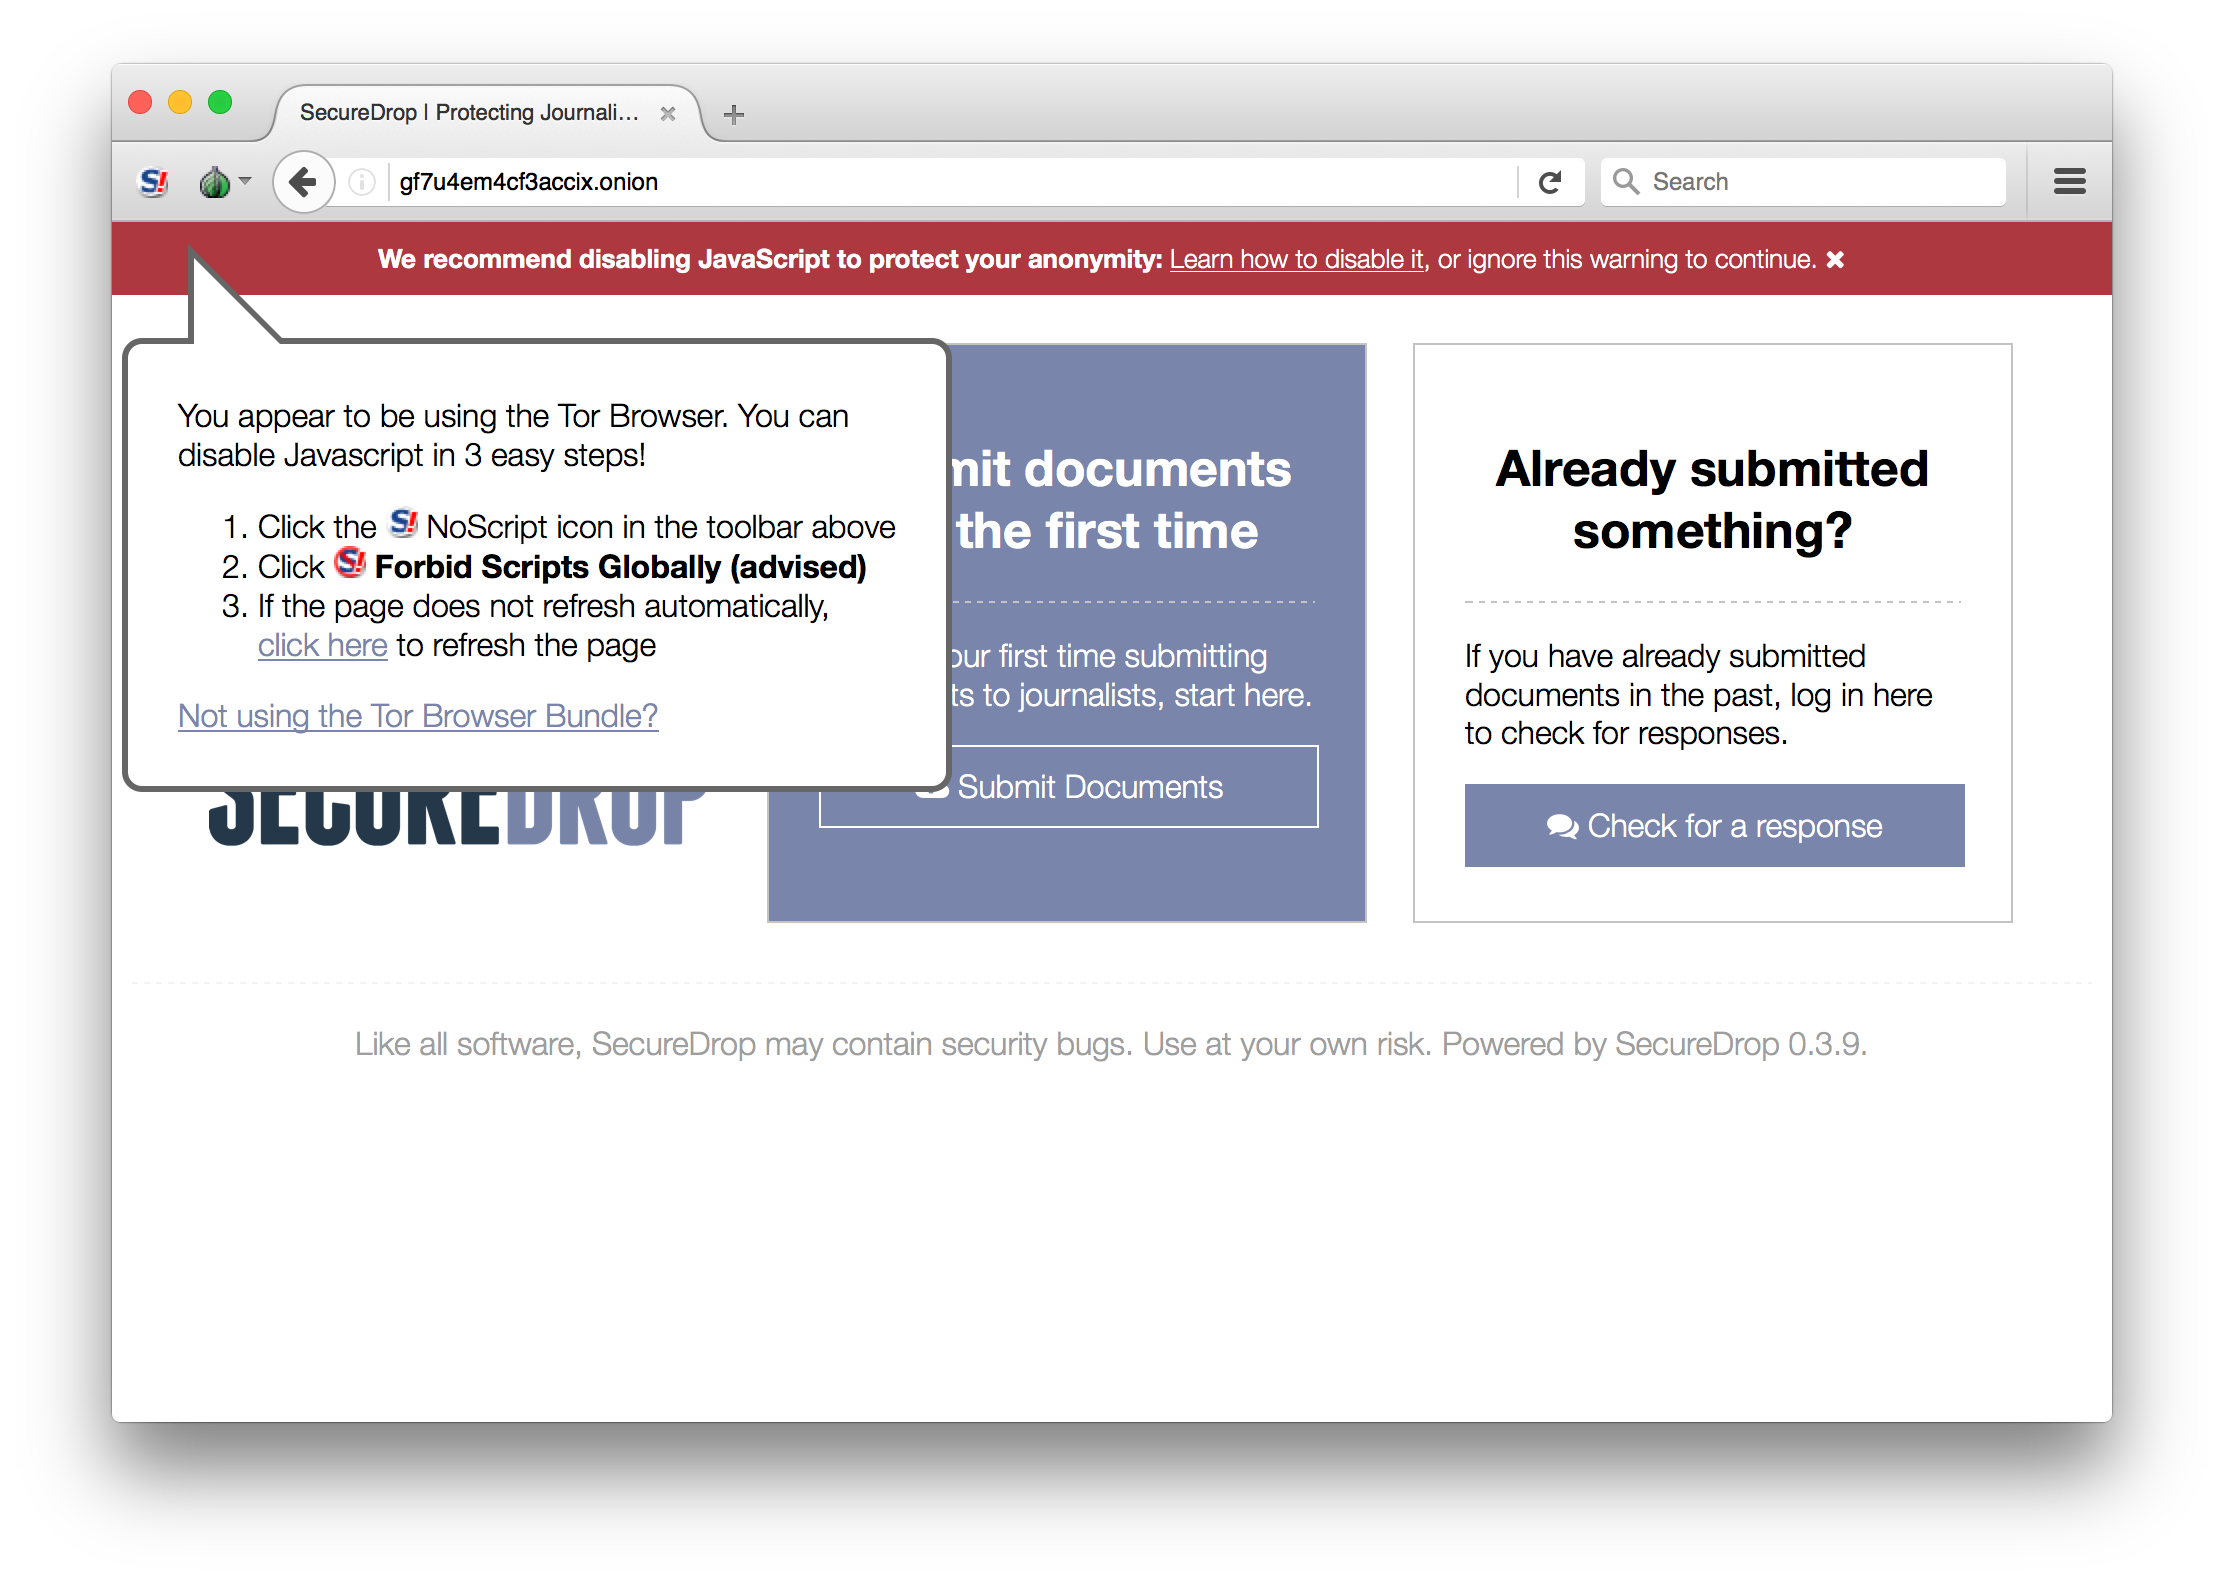 SecureDrop | Protecting Journali...
gf7u4em4cf3accix.onion
Search
We recommend disabling JavaScript to protect your anonymity: Learn how to disable it, or ignore this warning to continue.
You appear to be using the Tor Browser. You can
disable Javascript in 3 easy steps!
1. Click the S! NoScript icon in the toolbar above
2. Click S! Forbid Scripts Globally (advised)
3. If the page does not refresh automatically,
click here to refresh the page
Not using the Tor Browser Bundle?
SECUREDROP
mit documents
the first time
our first time submitting
ts to journalists, start here.
Submit Documents
Already submitted
something?
If you have already submitted
documents in the past, log in here
to check for responses.
Check for a response
Like all software, SecureDrop may contain security bugs. Use at your own risk. Powered by SecureDrop 0.3.9.